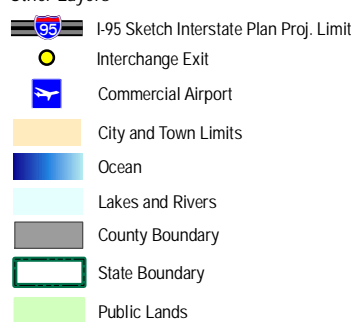 Other Layers
95 I-95 Sketch Interstate Plan Proj. Limit
Interchange Exit
Commercial Airport
City and Town Limits
Ocean
Lakes and Rivers
County Boundary
State Boundary
Public Lands